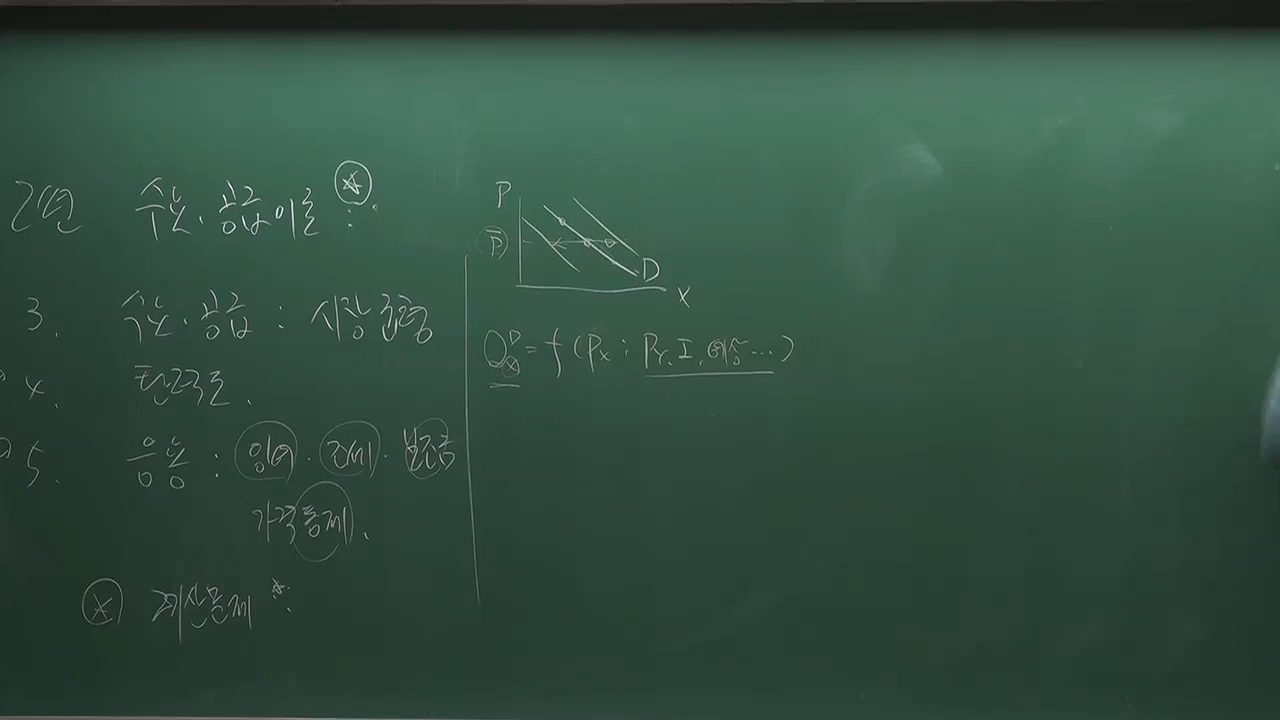 2편 수요·공급이론 :
3. 수요·공급 : 시장균형
4. 탄력도.
5. 응용 : 잉여·조세·보조금
가격통제.
계산문제
P
P̅
D
X
Q^D_X = f(P_X ; P_Y, I, 예상 ...)